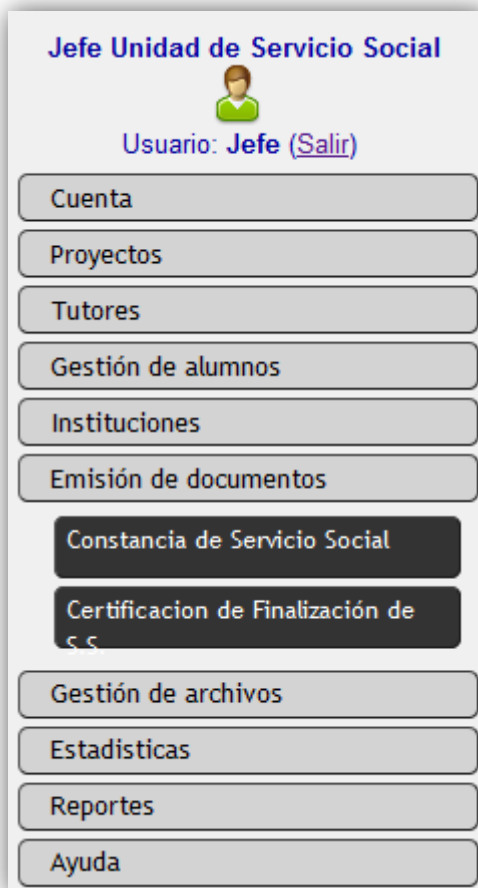 Jefe Unidad de Servicio Social
Usuario: Jefe (Salir)
Cuenta
Proyectos
Tutores
Gestión de alumnos
Instituciones
Emisión de documentos
Constancia de Servicio Social
Certificacion de Finalización de
S.S.
Gestión de archivos
Estadisticas
Reportes
Ayuda